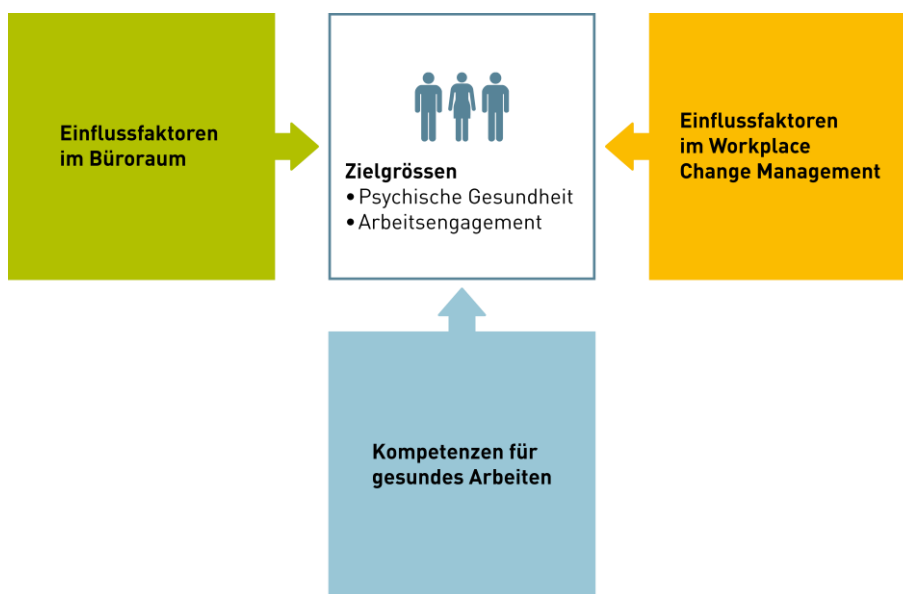 Einflussfaktoren
im Büroraum
Zielgrössen
• Psychische Gesundheit
• Arbeitsengagement
Einflussfaktoren
im Workplace
Change Management
Kompetenzen für
gesundes Arbeiten